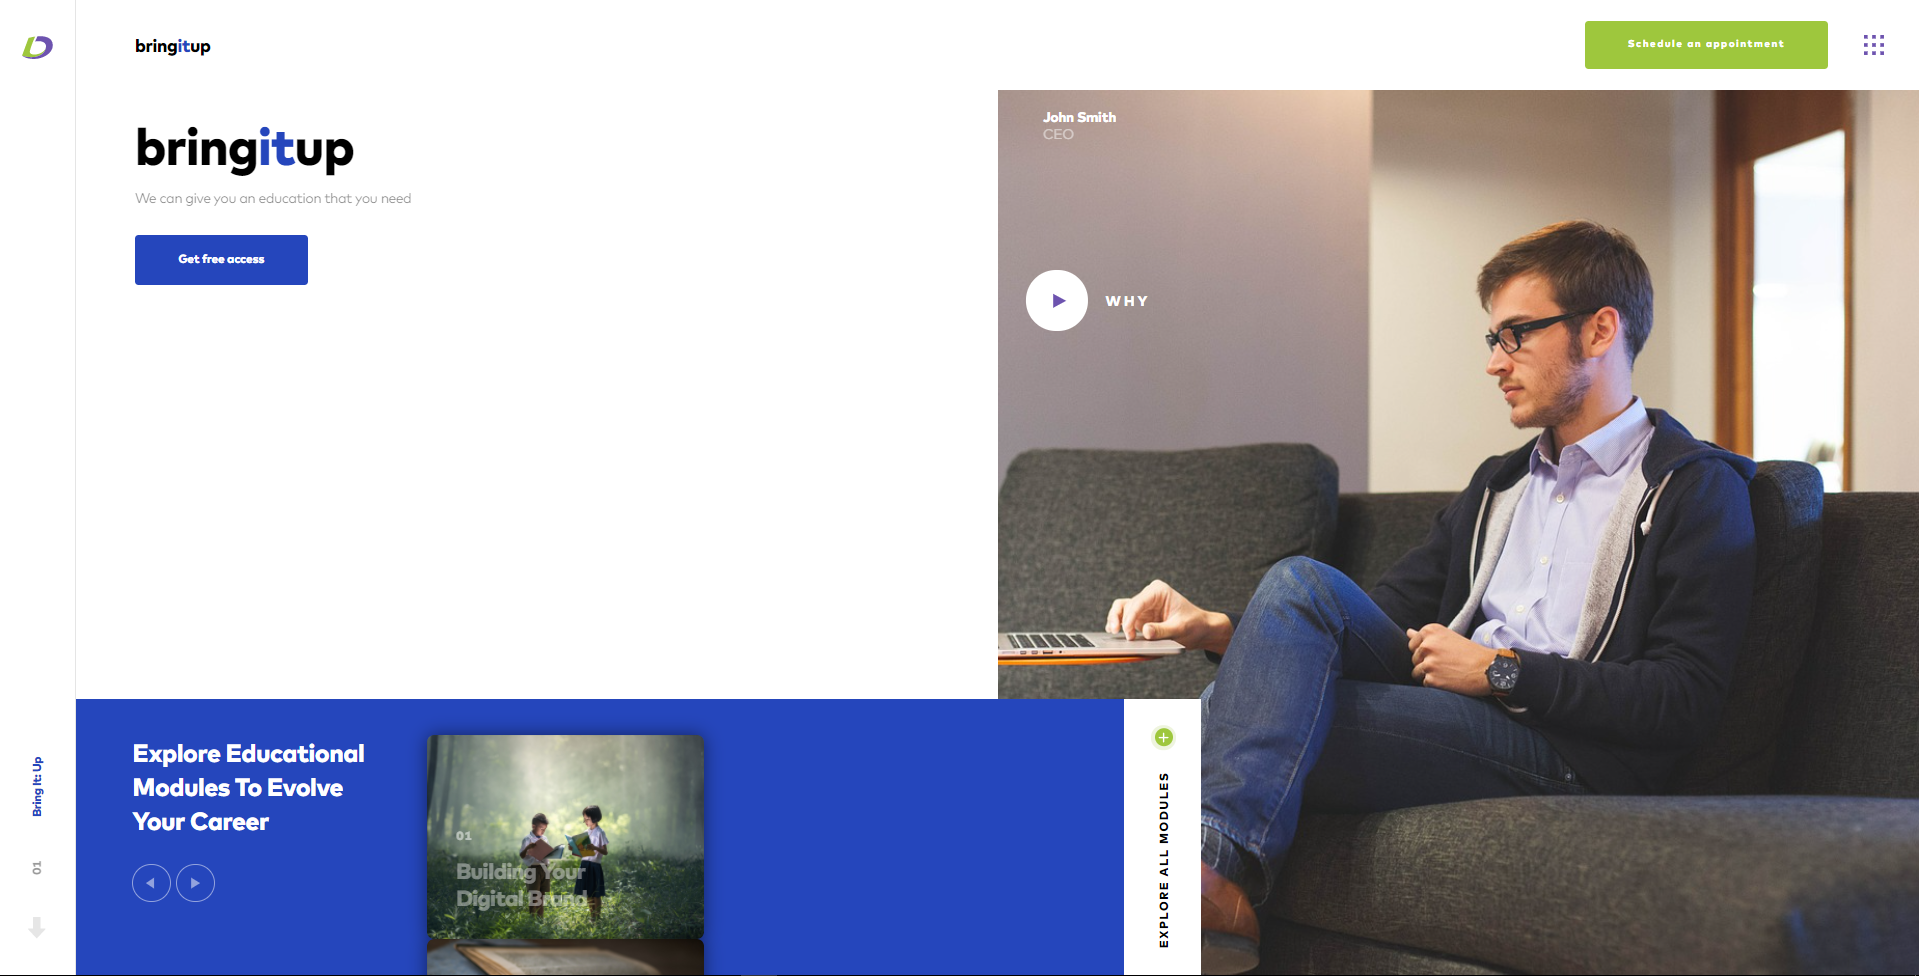 bringitup
Schedule an appointment
bringitup
We can give you an education that you need
Get free access
John Smith
CEO
WHY
Explore Educational
Modules To Evolve
Your Career
01
Building Your
Digital Brand
EXPLORE ALL MODULES
Bring It: Up
01